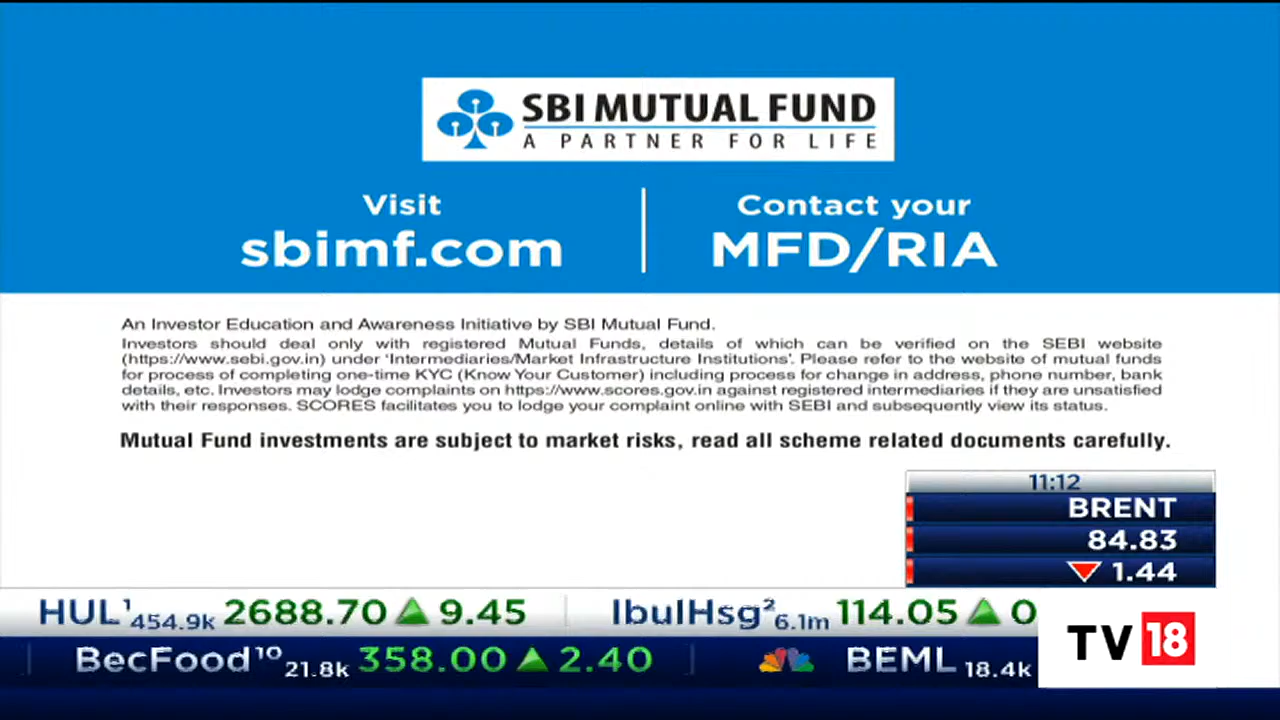 SBI MUTUAL FUND
A PARTNER FOR LIFE
Visit
sbimf.com
Contact your
MFD/RIA
An Investor Education and Awareness Initiative by SBI Mutual Fund.
Investors should deal only with registered Mutual Funds, details of which can be verified on the SEBI website
(https://www.sebi.gov.in) under 'Intermediaries/Market Infrastructure Institutions'. Please refer to the website of mutual funds
for process of completing one-time KYC (Know Your Customer) including process for change in address, phone number, bank
details, etc. Investors may lodge complaints on https://www.scores.gov.in against registered intermediaries if they are unsatisfied
with their responses. SCORES facilitates you to lodge your complaint online with SEBI and subsequently view its status.
Mutual Fund investments are subject to market risks, read all scheme related documents carefully.
11:12
BRENT
84.83
▼ 1.44
HUL¹ 454.9k 2688.70 ▲ 9.45 IbulHsg² 6.1m 114.05 ▲ 0
BecFood¹⁰ 21.8k 358.00 ▲ 2.40 BEML 18.4k
TV18